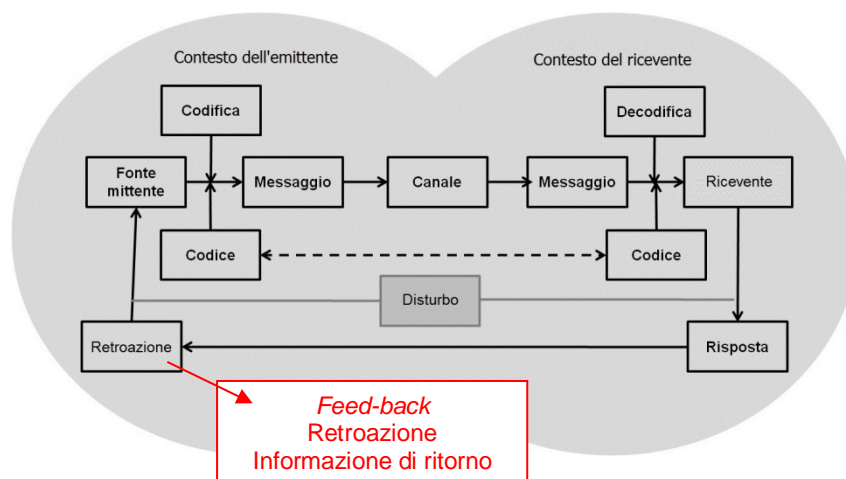 Contesto dell'emittente
Contesto del ricevente
Codifica
Decodifica
Fonte
mittente
Messaggio
Canale
Messaggio
Ricevente
Codice
Codice
Disturbo
Retroazione
Risposta
Feed-back
Retroazione
Informazione di ritorno